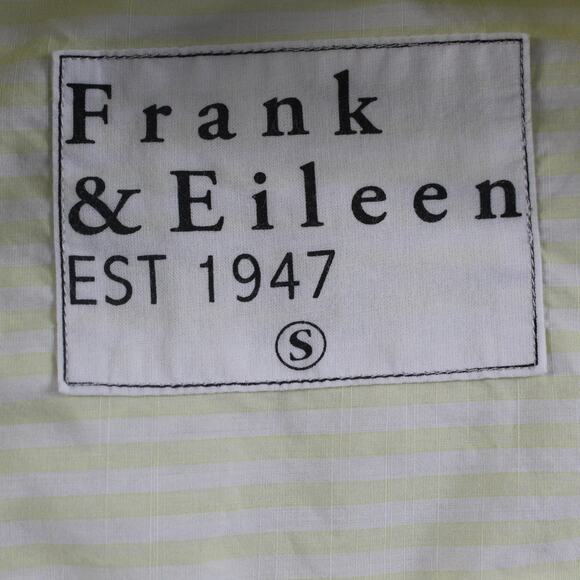 Frank
& Eileen
EST 1947
S